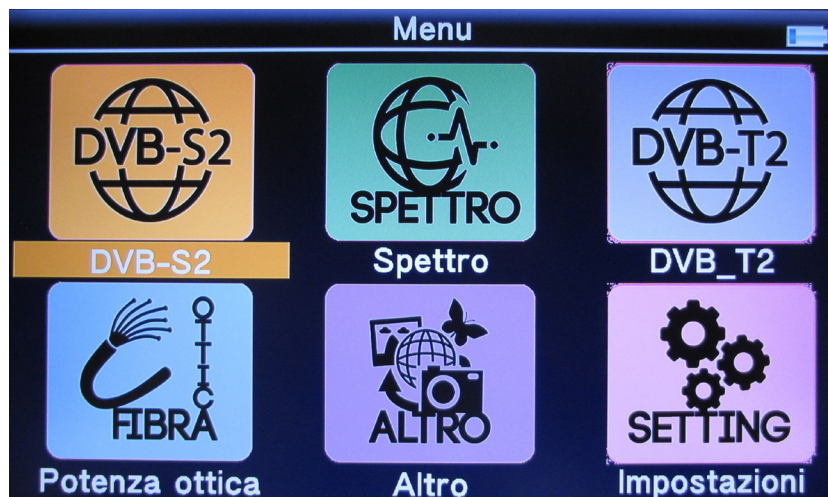 Menu
DVB-S2
SPETTRO
DVB-T2
DVB-S2
Spettro
DVB_T2
FIBRA
OTTICA
ALTRO
SETTING
Potenza ottica
Altro
Impostazioni